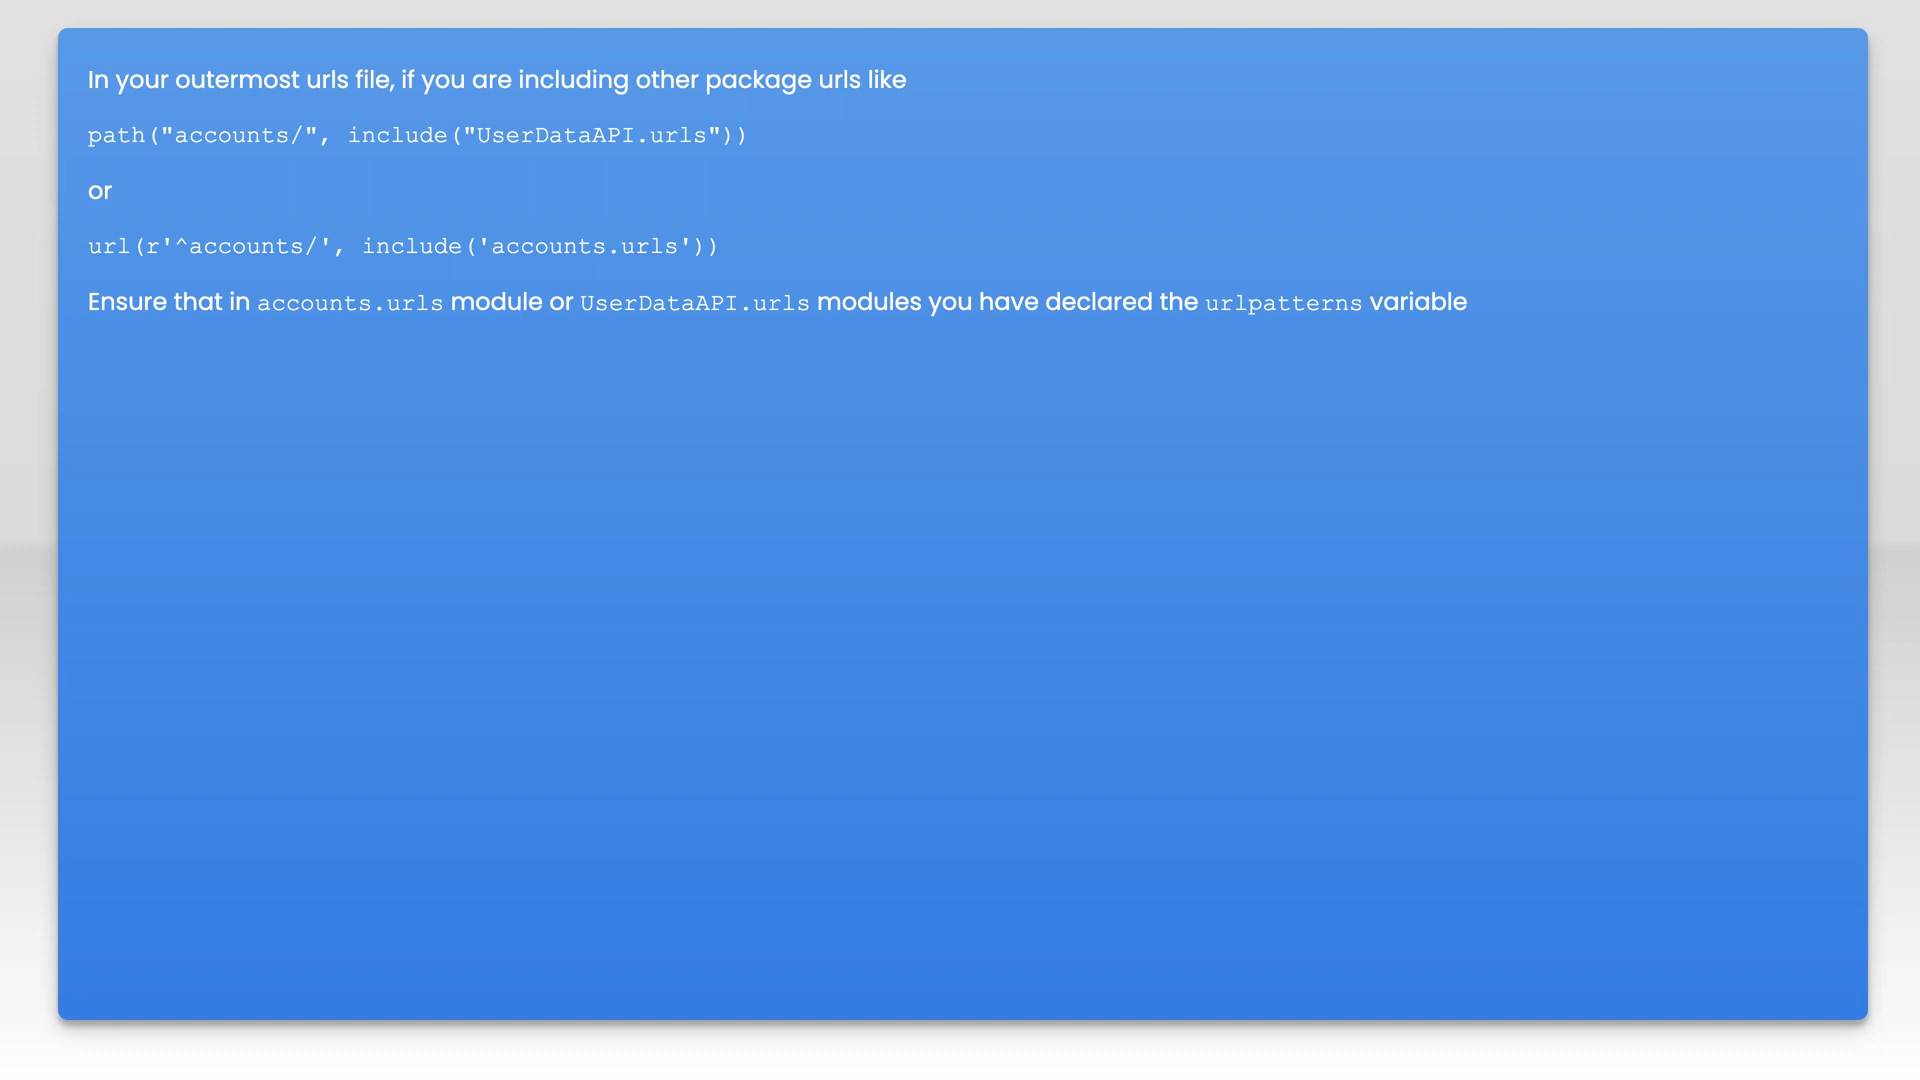 In your outermost urls file, if you are including other package urls like
path("accounts/", include("UserDataAPI.urls"))
or
url(r'^accounts/', include('accounts.urls'))
Ensure that in accounts.urls module or UserDataAPI.urls modules you have declared the urlpatterns variable